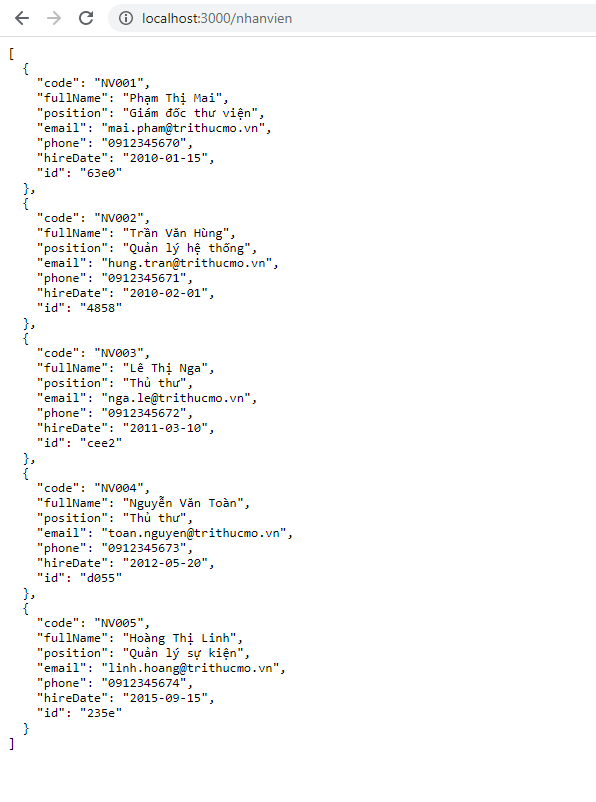 localhost:3000/nhanvien
[
  {
    "code": "NV001",
    "fullName": "Phạm Thị Mai",
    "position": "Giám đốc thư viện",
    "email": "mai.pham@trithucmo.vn",
    "phone": "0912345670",
    "hireDate": "2010-01-15",
    "id": "63e0"
  },
  {
    "code": "NV002",
    "fullName": "Trần Văn Hùng",
    "position": "Quản lý hệ thống",
    "email": "hung.tran@trithucmo.vn",
    "phone": "0912345671",
    "hireDate": "2010-02-01",
    "id": "4858"
  },
  {
    "code": "NV003",
    "fullName": "Lê Thị Nga",
    "position": "Thủ thư",
    "email": "nga.le@trithucmo.vn",
    "phone": "0912345672",
    "hireDate": "2011-03-10",
    "id": "cee2"
  },
  {
    "code": "NV004",
    "fullName": "Nguyễn Văn Toàn",
    "position": "Thủ thư",
    "email": "toan.nguyen@trithucmo.vn",
    "phone": "0912345673",
    "hireDate": "2012-05-20",
    "id": "d055"
  },
  {
    "code": "NV005",
    "fullName": "Hoàng Thị Linh",
    "position": "Quản lý sự kiện",
    "email": "linh.hoang@trithucmo.vn",
    "phone": "0912345674",
    "hireDate": "2015-09-15",
    "id": "235e"
  }
]